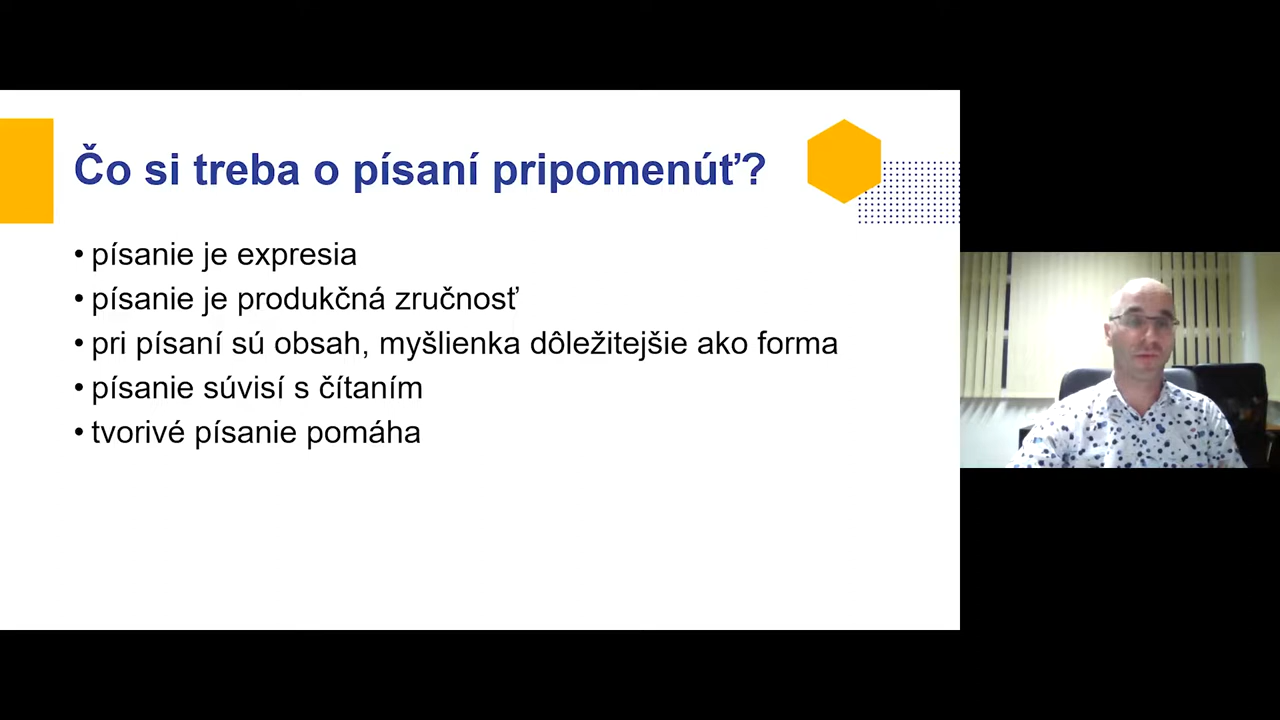 Čo si treba o písaní pripomenúť?
• písanie je expresia
• písanie je produkčná zručnosť
• pri písaní sú obsah, myšlienka dôležitejšie ako forma
• písanie súvisí s čítaním
• tvorivé písanie pomáha